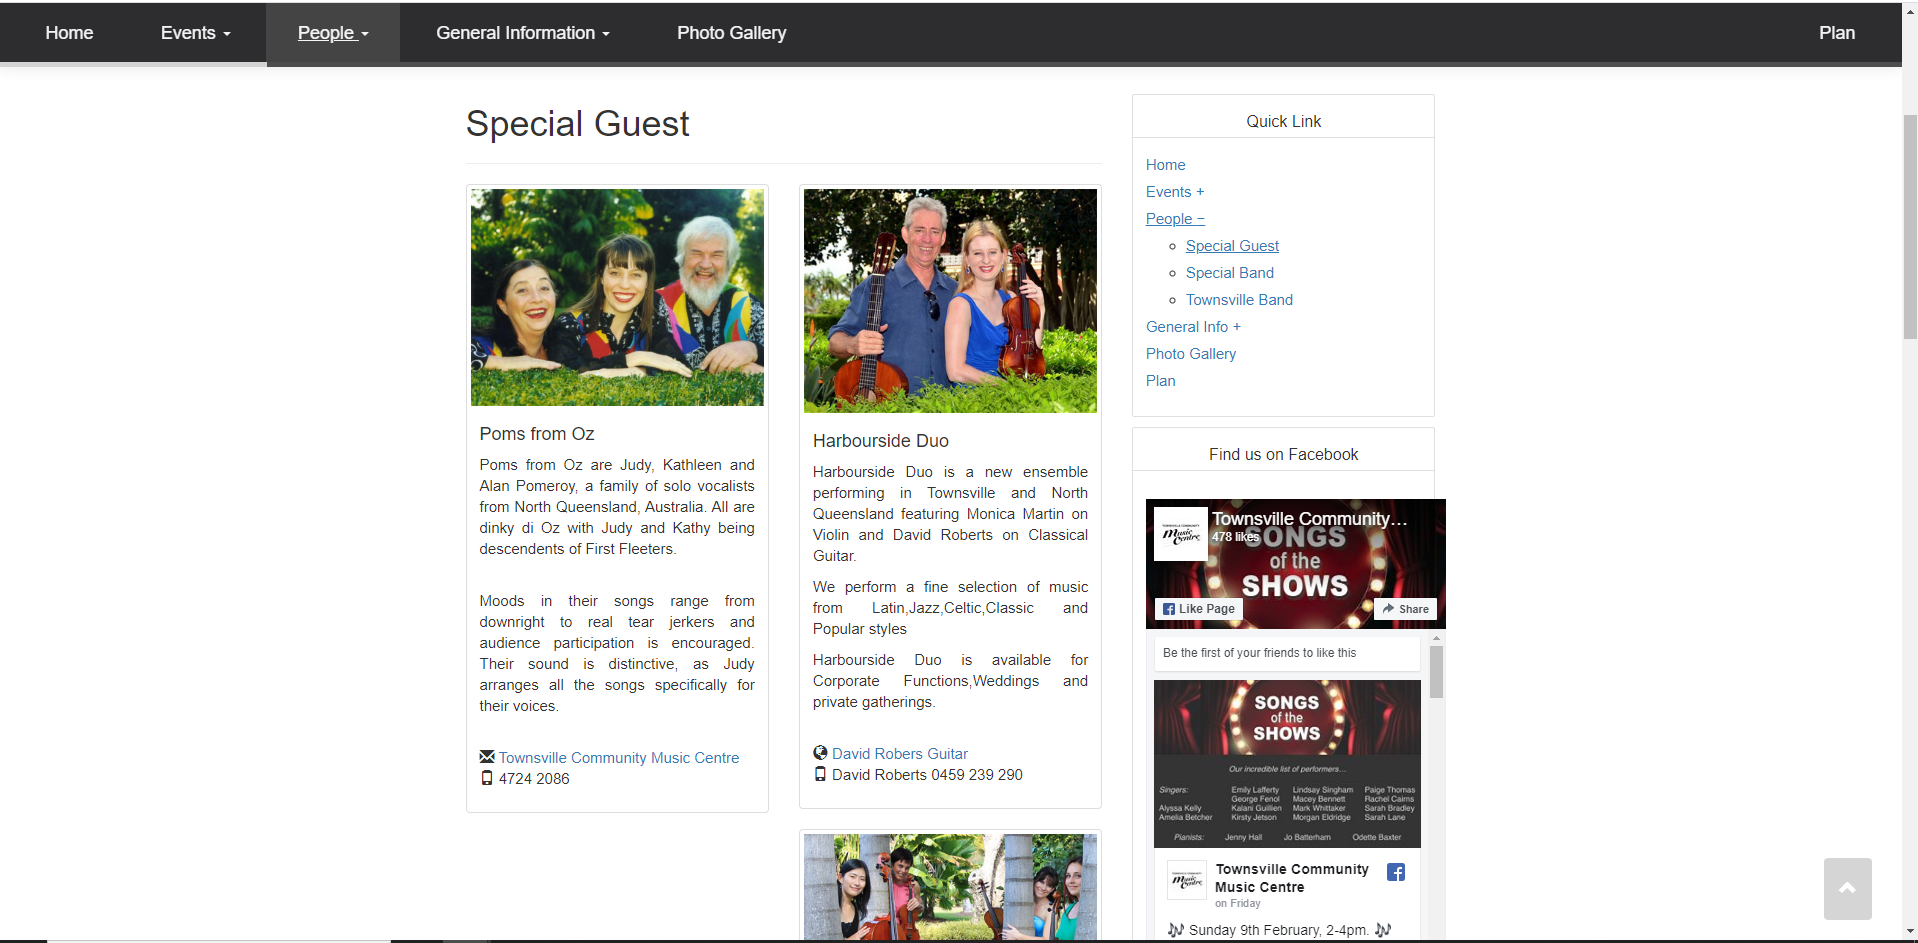 Home
Events
People
General Information
Photo Gallery
Plan
Special Guest
Poms from Oz
Poms from Oz are Judy, Kathleen and
Alan Pomeroy, a family of solo vocalists
from North Queensland, Australia. All are
dinky di Oz with Judy and Kathy being
descendents of First Fleeters.
Moods in their songs range from
downright to real tear jerkers and
audience participation is encouraged.
Their sound is distinctive, as Judy
arranges all the songs specifically for
their voices.
Townsville Community Music Centre
4724 2086
Harbourside Duo
Harbourside Duo is a new ensemble
performing in Townsville and North
Queensland featuring Monica Martin on
Violin and David Roberts on Classical
Guitar.
We perform a fine selection of music
from Latin,Jazz,Celtic,Classic and
Popular styles
Harbourside Duo is available for
Corporate Functions,Weddings and
private gatherings.
David Robers Guitar
David Roberts 0459 239 290
Quick Link
Home
Events +
People −
Special Guest
Special Band
Townsville Band
General Info +
Photo Gallery
Plan
Find us on Facebook
TOWNSVILLE COMMUNITY
Music Centre
Townsville Community...
478 likes
SONGS
of the
SHOWS
Like Page
Share
Be the first of your friends to like this
SONGS
of the
SHOWS
Our incredible list of performers...
Singers: Emily Lafferty Lindsay Singham Paige Thomas
George Fenol Macey Bennett Rachel Cairns
Alyssa Kelly Kalani Guillien Mark Whittaker Sarah Bradley
Amelia Betcher Kirsty Jetson Morgan Eldridge Sarah Lane
Pianists: Jenny Hall Jo Batterham Odette Baxter
Music Centre
Townsville Community
Music Centre
on Friday
🎶 Sunday 9th February, 2-4pm. 🎶